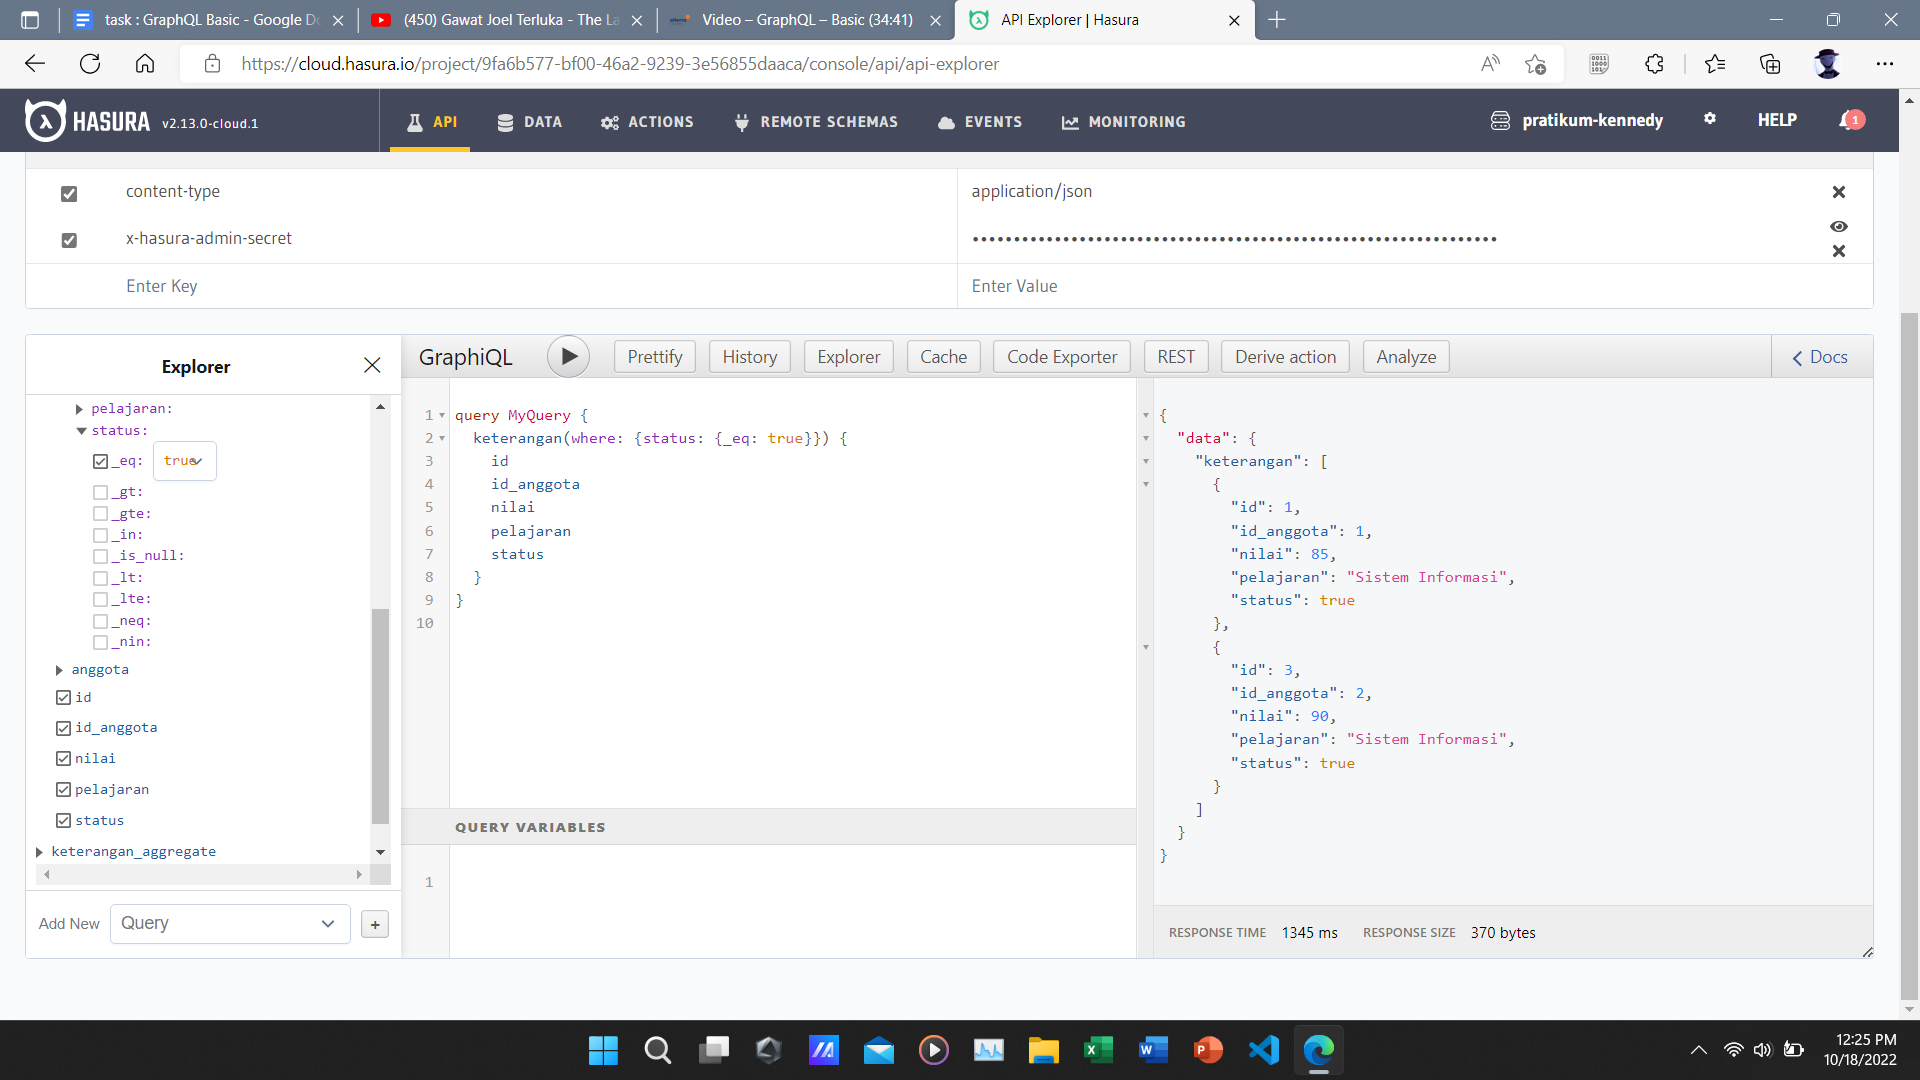 task : GraphQL Basic - Google Do
(450) Gawat Joel Terluka - The La
Video – GraphQL – Basic (34:41)
API Explorer | Hasura
https://cloud.hasura.io/project/9fa6b577-bf00-46a2-9239-3e56855daaca/console/api/api-explorer
HASURA v2.13.0-cloud.1
API
DATA
ACTIONS
REMOTE SCHEMAS
EVENTS
MONITORING
pratikum-kennedy
HELP
1
content-type
application/json
x-hasura-admin-secret
••••••••••••••••••••••••••••••••••••••••••••••••••••••••••••••••
Enter Key
Enter Value
Explorer
pelajaran:
status:
_eq: true
_gt:
_gte:
_in:
_is_null:
_lt:
_lte:
_neq:
_nin:
anggota
id
id_anggota
nilai
pelajaran
status
keterangan_aggregate
Add New Query +
GraphiQL
Prettify
History
Explorer
Cache
Code Exporter
REST
Derive action
Analyze
Docs
1 query MyQuery {
2 keterangan(where: {status: {_eq: true}}) {
3 id
4 id_anggota
5 nilai
6 pelajaran
7 status
8 }
9 }
10
QUERY VARIABLES
1
{
"data": {
"keterangan": [
{
"id": 1,
"id_anggota": 1,
"nilai": 85,
"pelajaran": "Sistem Informasi",
"status": true
},
{
"id": 3,
"id_anggota": 2,
"nilai": 90,
"pelajaran": "Sistem Informasi",
"status": true
}
]
}
}
RESPONSE TIME 1345 ms RESPONSE SIZE 370 bytes
12:25 PM
10/18/2022